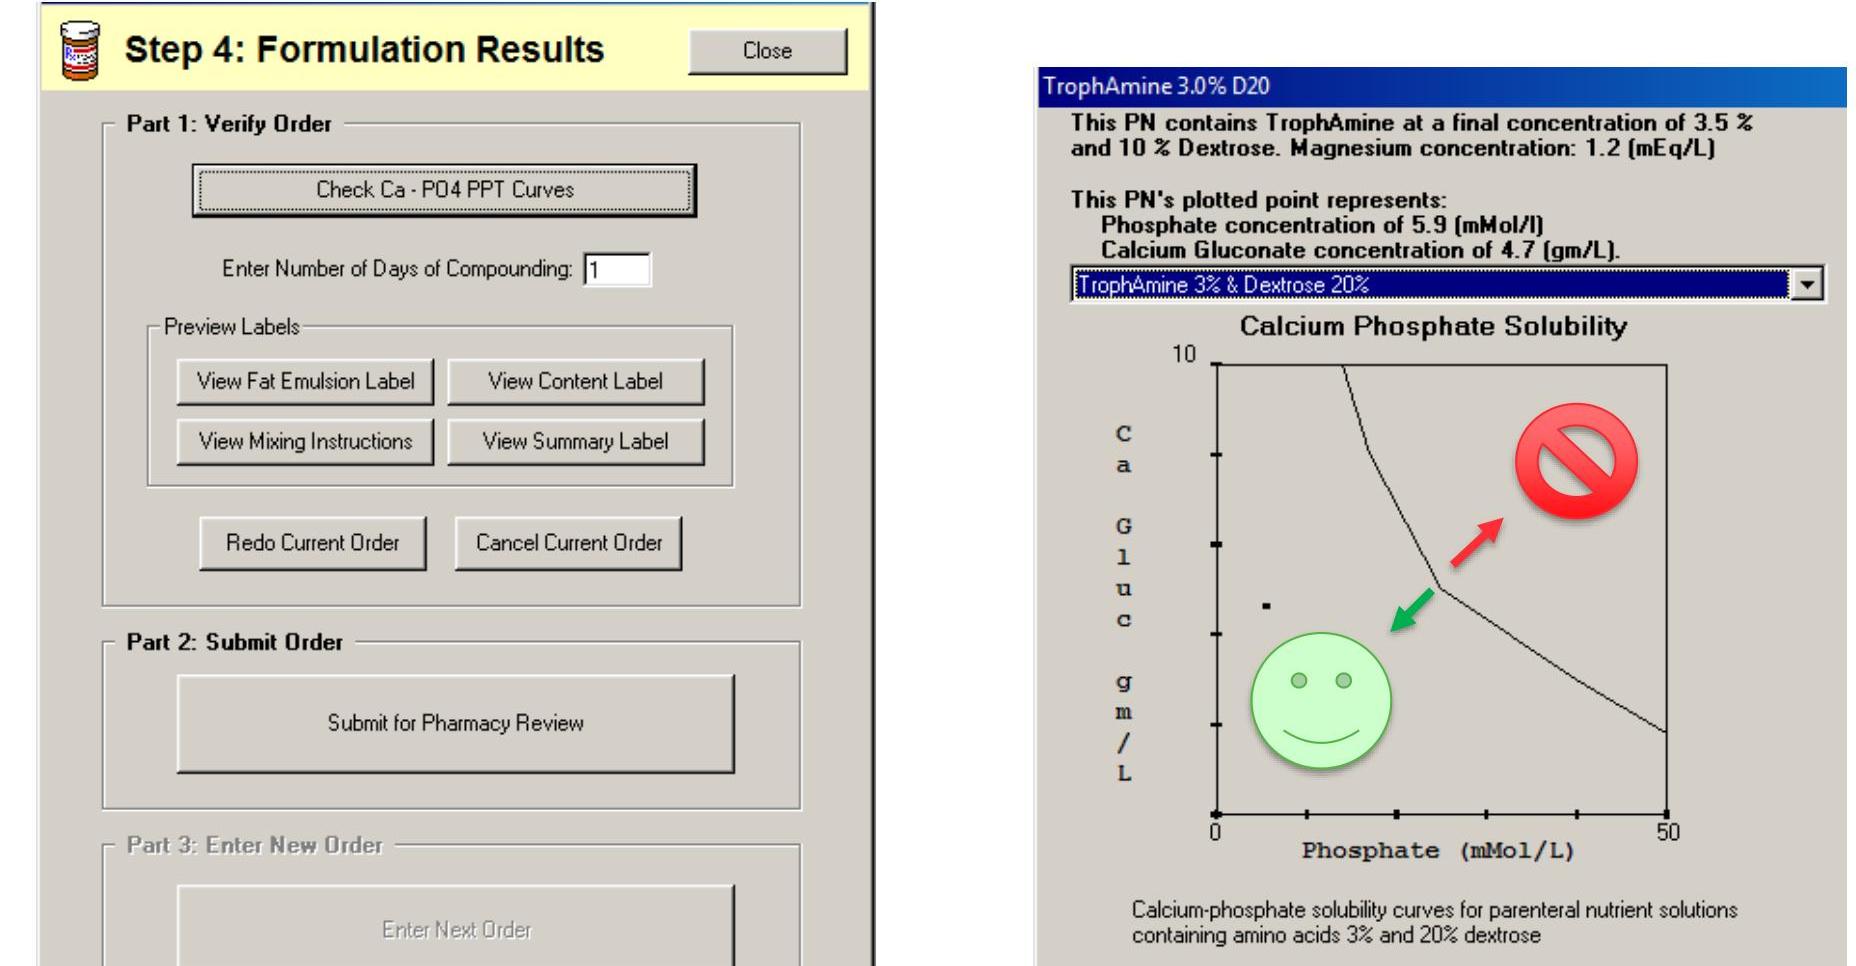 Step 4: Formulation Results
Close
Part 1: Verify Order
Check Ca - PO4 PPT Curves
Enter Number of Days of Compounding: 1
Preview Labels
View Fat Emulsion Label
View Content Label
View Mixing Instructions
View Summary Label
Redo Current Order
Cancel Current Order
Part 2: Submit Order
Submit for Pharmacy Review
Part 3: Enter New Order
Enter Next Order
TrophAmine 3.0% D20
This PN contains TrophAmine at a final concentration of 3.5 %
and 10 % Dextrose. Magnesium concentration: 1.2 (mEq/L)
This PN's plotted point represents:
Phosphate concentration of 5.9 (mMol/l)
Calcium Gluconate concentration of 4.7 (gm/L).
TrophAmine 3% & Dextrose 20%
Calcium Phosphate Solubility
10
Ca Gluc gm/L
0
50
Phosphate (mMol/L)
Calcium-phosphate solubility curves for parenteral nutrient solutions
containing amino acids 3% and 20% dextrose